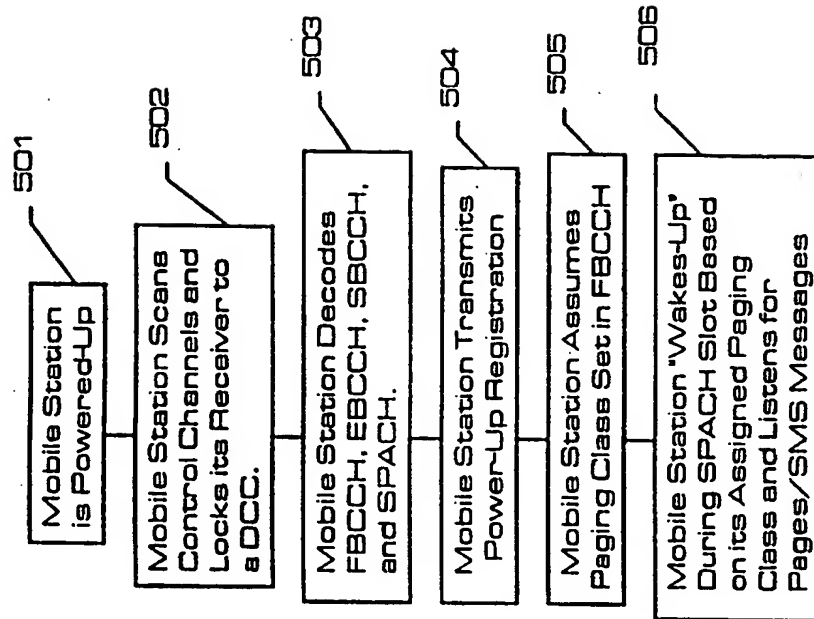 501
Mobile Station
is Powered-Up
502
Mobile Station Scans
Control Channels and
Locks its Receiver to
a DCC.
503
Mobile Station Decodes
FBCCH, EBCCH, SBCCH,
and SPACH.
504
Mobile Station Transmits
Power-Up Registration
505
Mobile Station Assumes
Paging Class Set in FBCCH
506
Mobile Station "Wakes-Up"
During SPACH Slot Based
on its Assigned Paging
Class and Listens for
Pages/SMS Messages